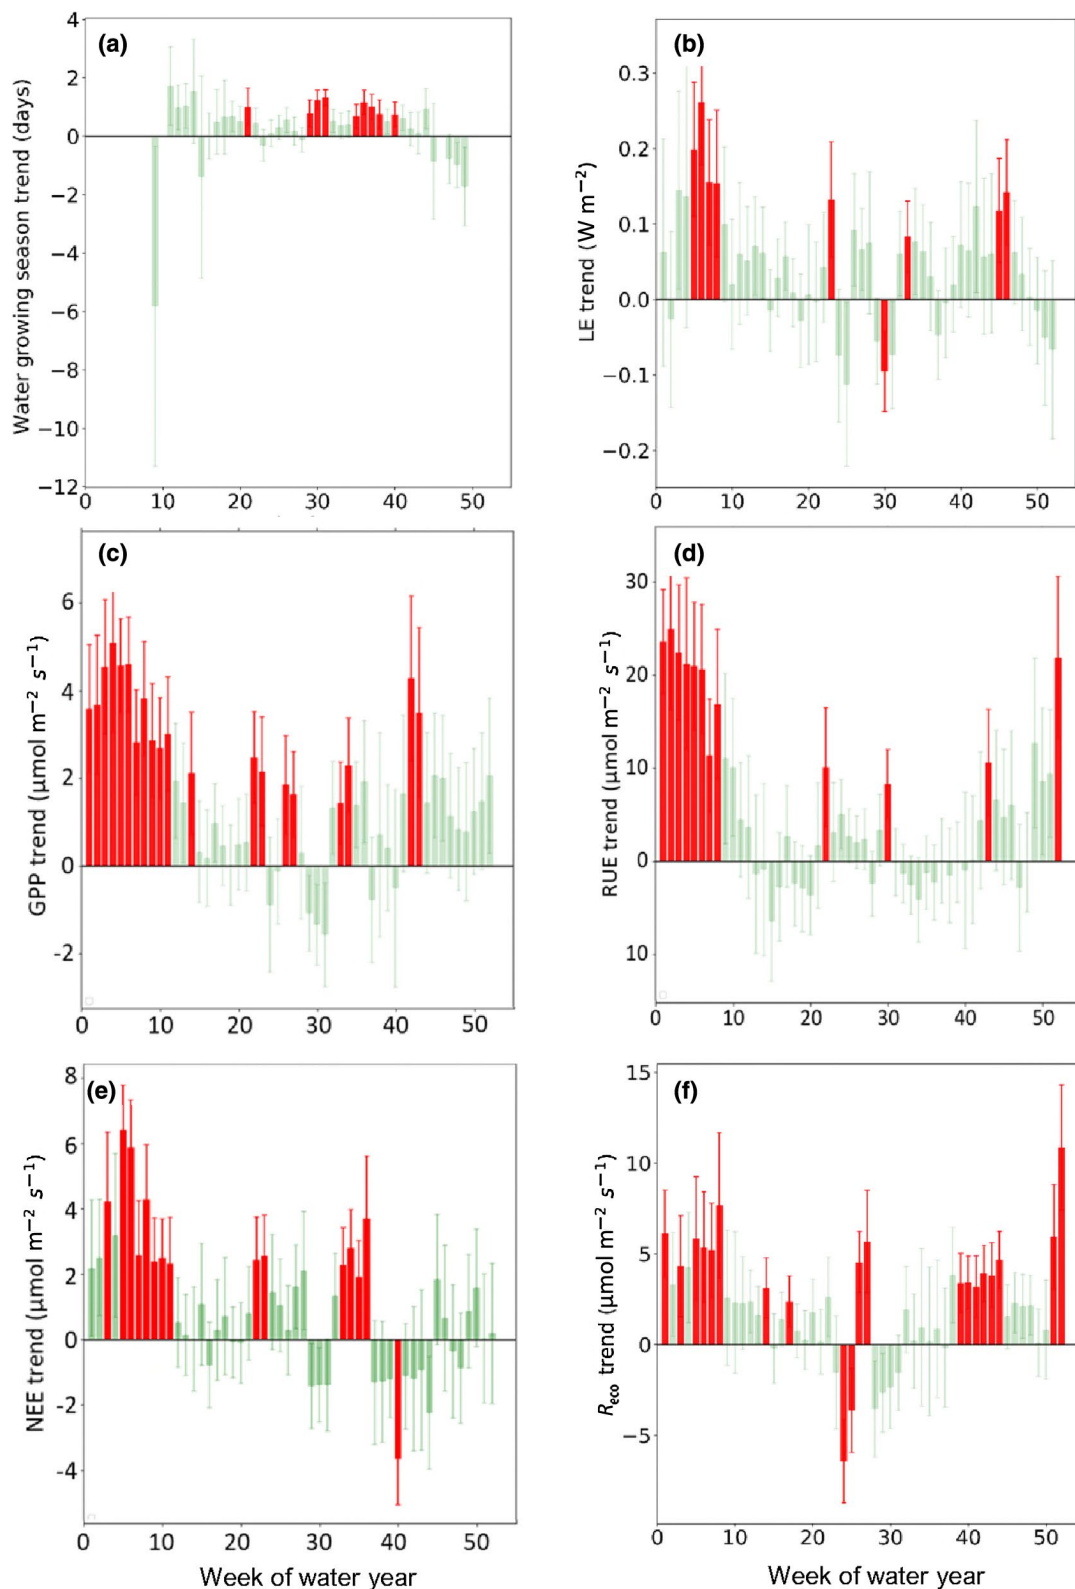 (a)
Water growing season trend (days)
4
2
0
−2
−4
−6
−8
−10
−12
0 10 20 30 40 50
(b)
LE trend (W m−2)
0.3
0.2
0.1
0.0
−0.1
−0.2
0 10 20 30 40 50
(c)
GPP trend (μmol m−2 s−1)
6
4
2
0
-2
0 10 20 30 40 50
(d)
RUE trend (μmol m−2 s−1)
30
20
10
0
10
0 10 20 30 40 50
(e)
NEE trend (μmol m−2 s−1)
8
6
4
2
0
-2
-4
0 10 20 30 40 50
Week of water year
(f)
Reco trend (μmol m−2 s−1)
15
10
5
0
−5
0 10 20 30 40 50
Week of water year